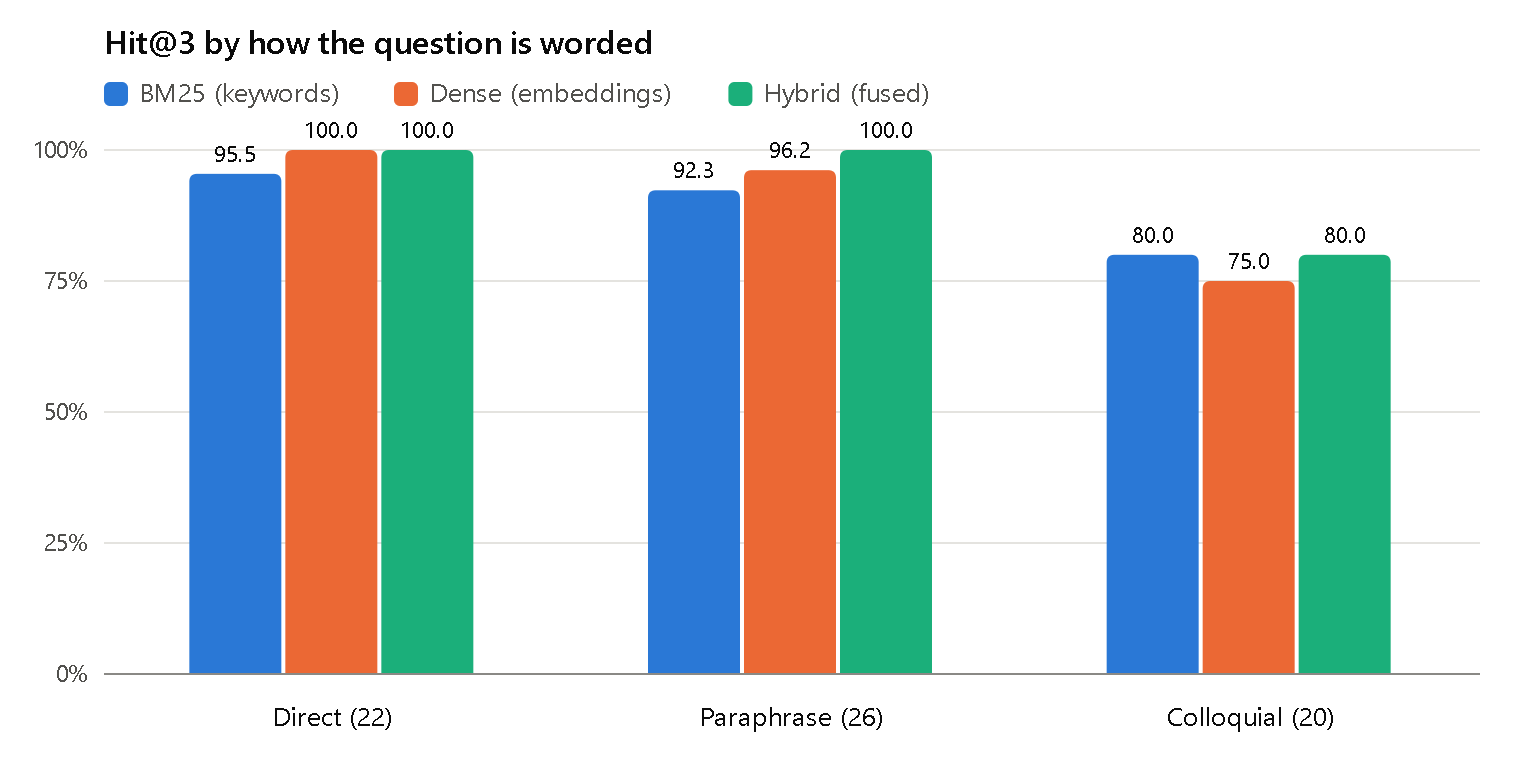 Hit@3 by how the question is worded
BM25 (keywords) Dense (embeddings) Hybrid (fused)
100.0 100.0 100.0
100% 95.5 96.2
92.3
80.0 80.0
75.0
75%
50%
25%
0%
Direct (22) Paraphrase (26) Colloquial (20)